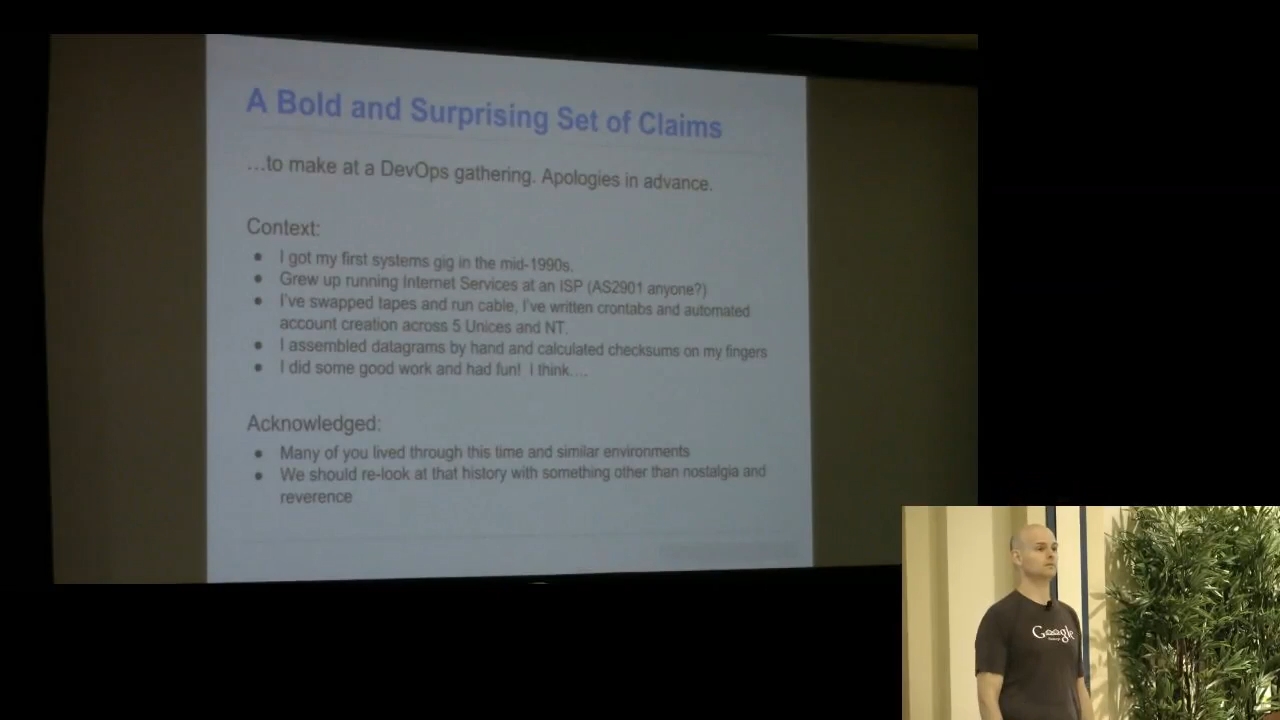 A Bold and Surprising Set of Claims
...to make at a DevOps gathering. Apologies in advance.
Context:
● I got my first systems gig in the mid-1990s.
● Grew up running Internet Services at an ISP (AS2901 anyone?)
● I've swapped tapes and run cable, I've written crontabs and automated
account creation across 5 Unices and NT.
● I assembled datagrams by hand and calculated checksums on my fingers
● I did some good work and had fun! I think....
Acknowledged:
● Many of you lived through this time and similar environments
● We should re-look at that history with something other than nostalgia and
reverence
Google